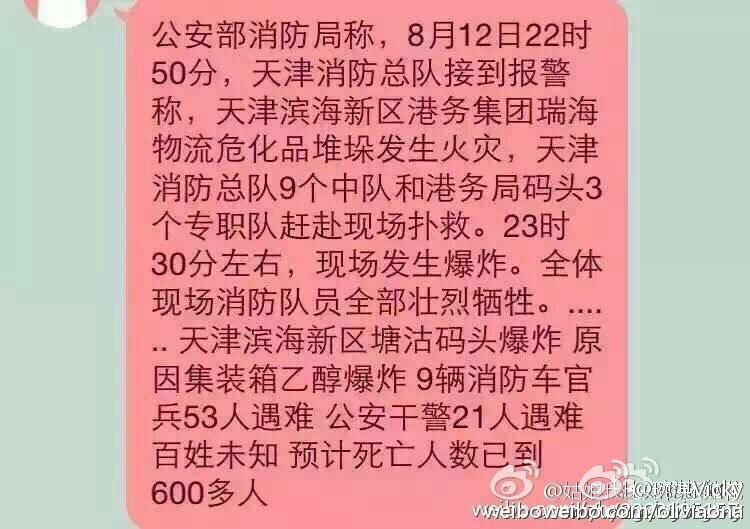 公安部消防局称，8月12日22时
50分，天津消防总队接到报警
称，天津滨海新区港务集团瑞海
物流危化品堆垛发生火灾，天津
消防总队9个中队和港务局码头3
个专职队赶赴现场扑救。23时
30分左右，现场发生爆炸。全体
现场消防队员全部壮烈牺牲。.....
.. 天津滨海新区塘沽码头爆炸 原
因集装箱乙醇爆炸 9辆消防车官
兵53人遇难 公安干警21人遇难
百姓未知 预计死亡人数已到
600多人